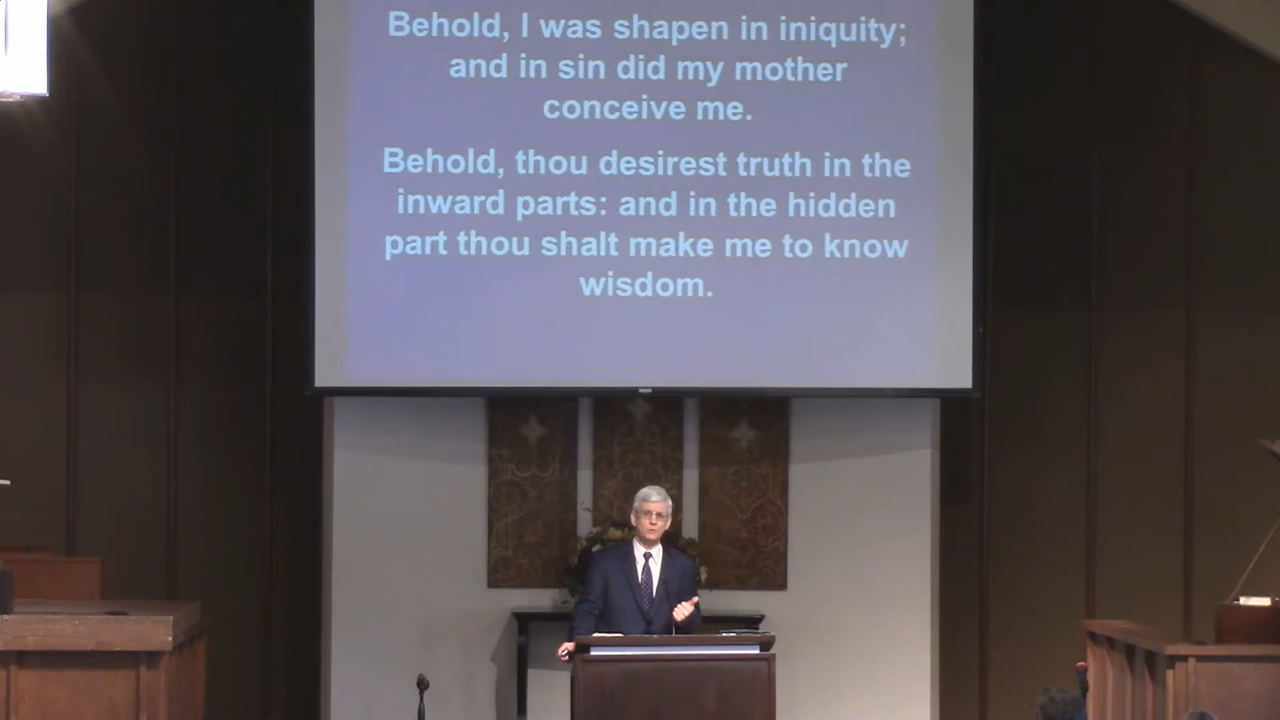 Behold, I was shapen in iniquity;
and in sin did my mother
conceive me.
Behold, thou desirest truth in the
inward parts: and in the hidden
part thou shalt make me to know
wisdom.